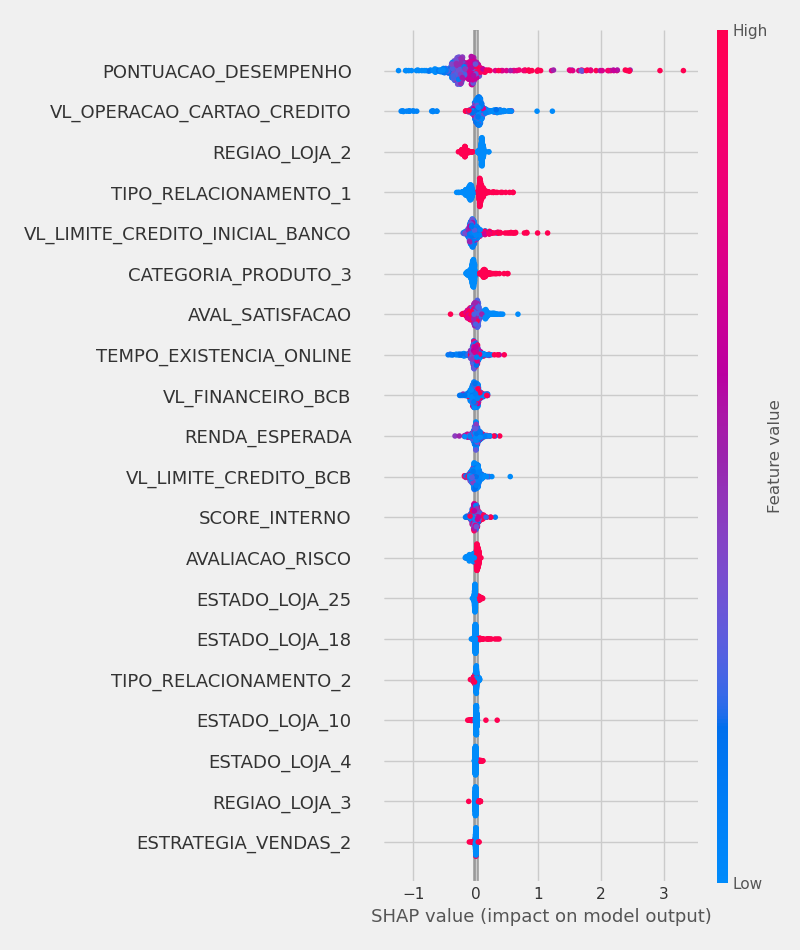 High
PONTUACAO_DESEMPENHO
VL_OPERACAO_CARTAO_CREDITO
REGIAO_LOJA_2
TIPO_RELACIONAMENTO_1
VL_LIMITE_CREDITO_INICIAL_BANCO
CATEGORIA_PRODUTO_3
AVAL_SATISFACAO
TEMPO_EXISTENCIA_ONLINE
VL_FINANCEIRO_BCB
RENDA_ESPERADA
VL_LIMITE_CREDITO_BCB
SCORE_INTERNO
AVALIACAO_RISCO
ESTADO_LOJA_25
ESTADO_LOJA_18
TIPO_RELACIONAMENTO_2
ESTADO_LOJA_10
ESTADO_LOJA_4
REGIAO_LOJA_3
ESTRATEGIA_VENDAS_2
Feature value
Low
−1 0 1 2 3
SHAP value (impact on model output)